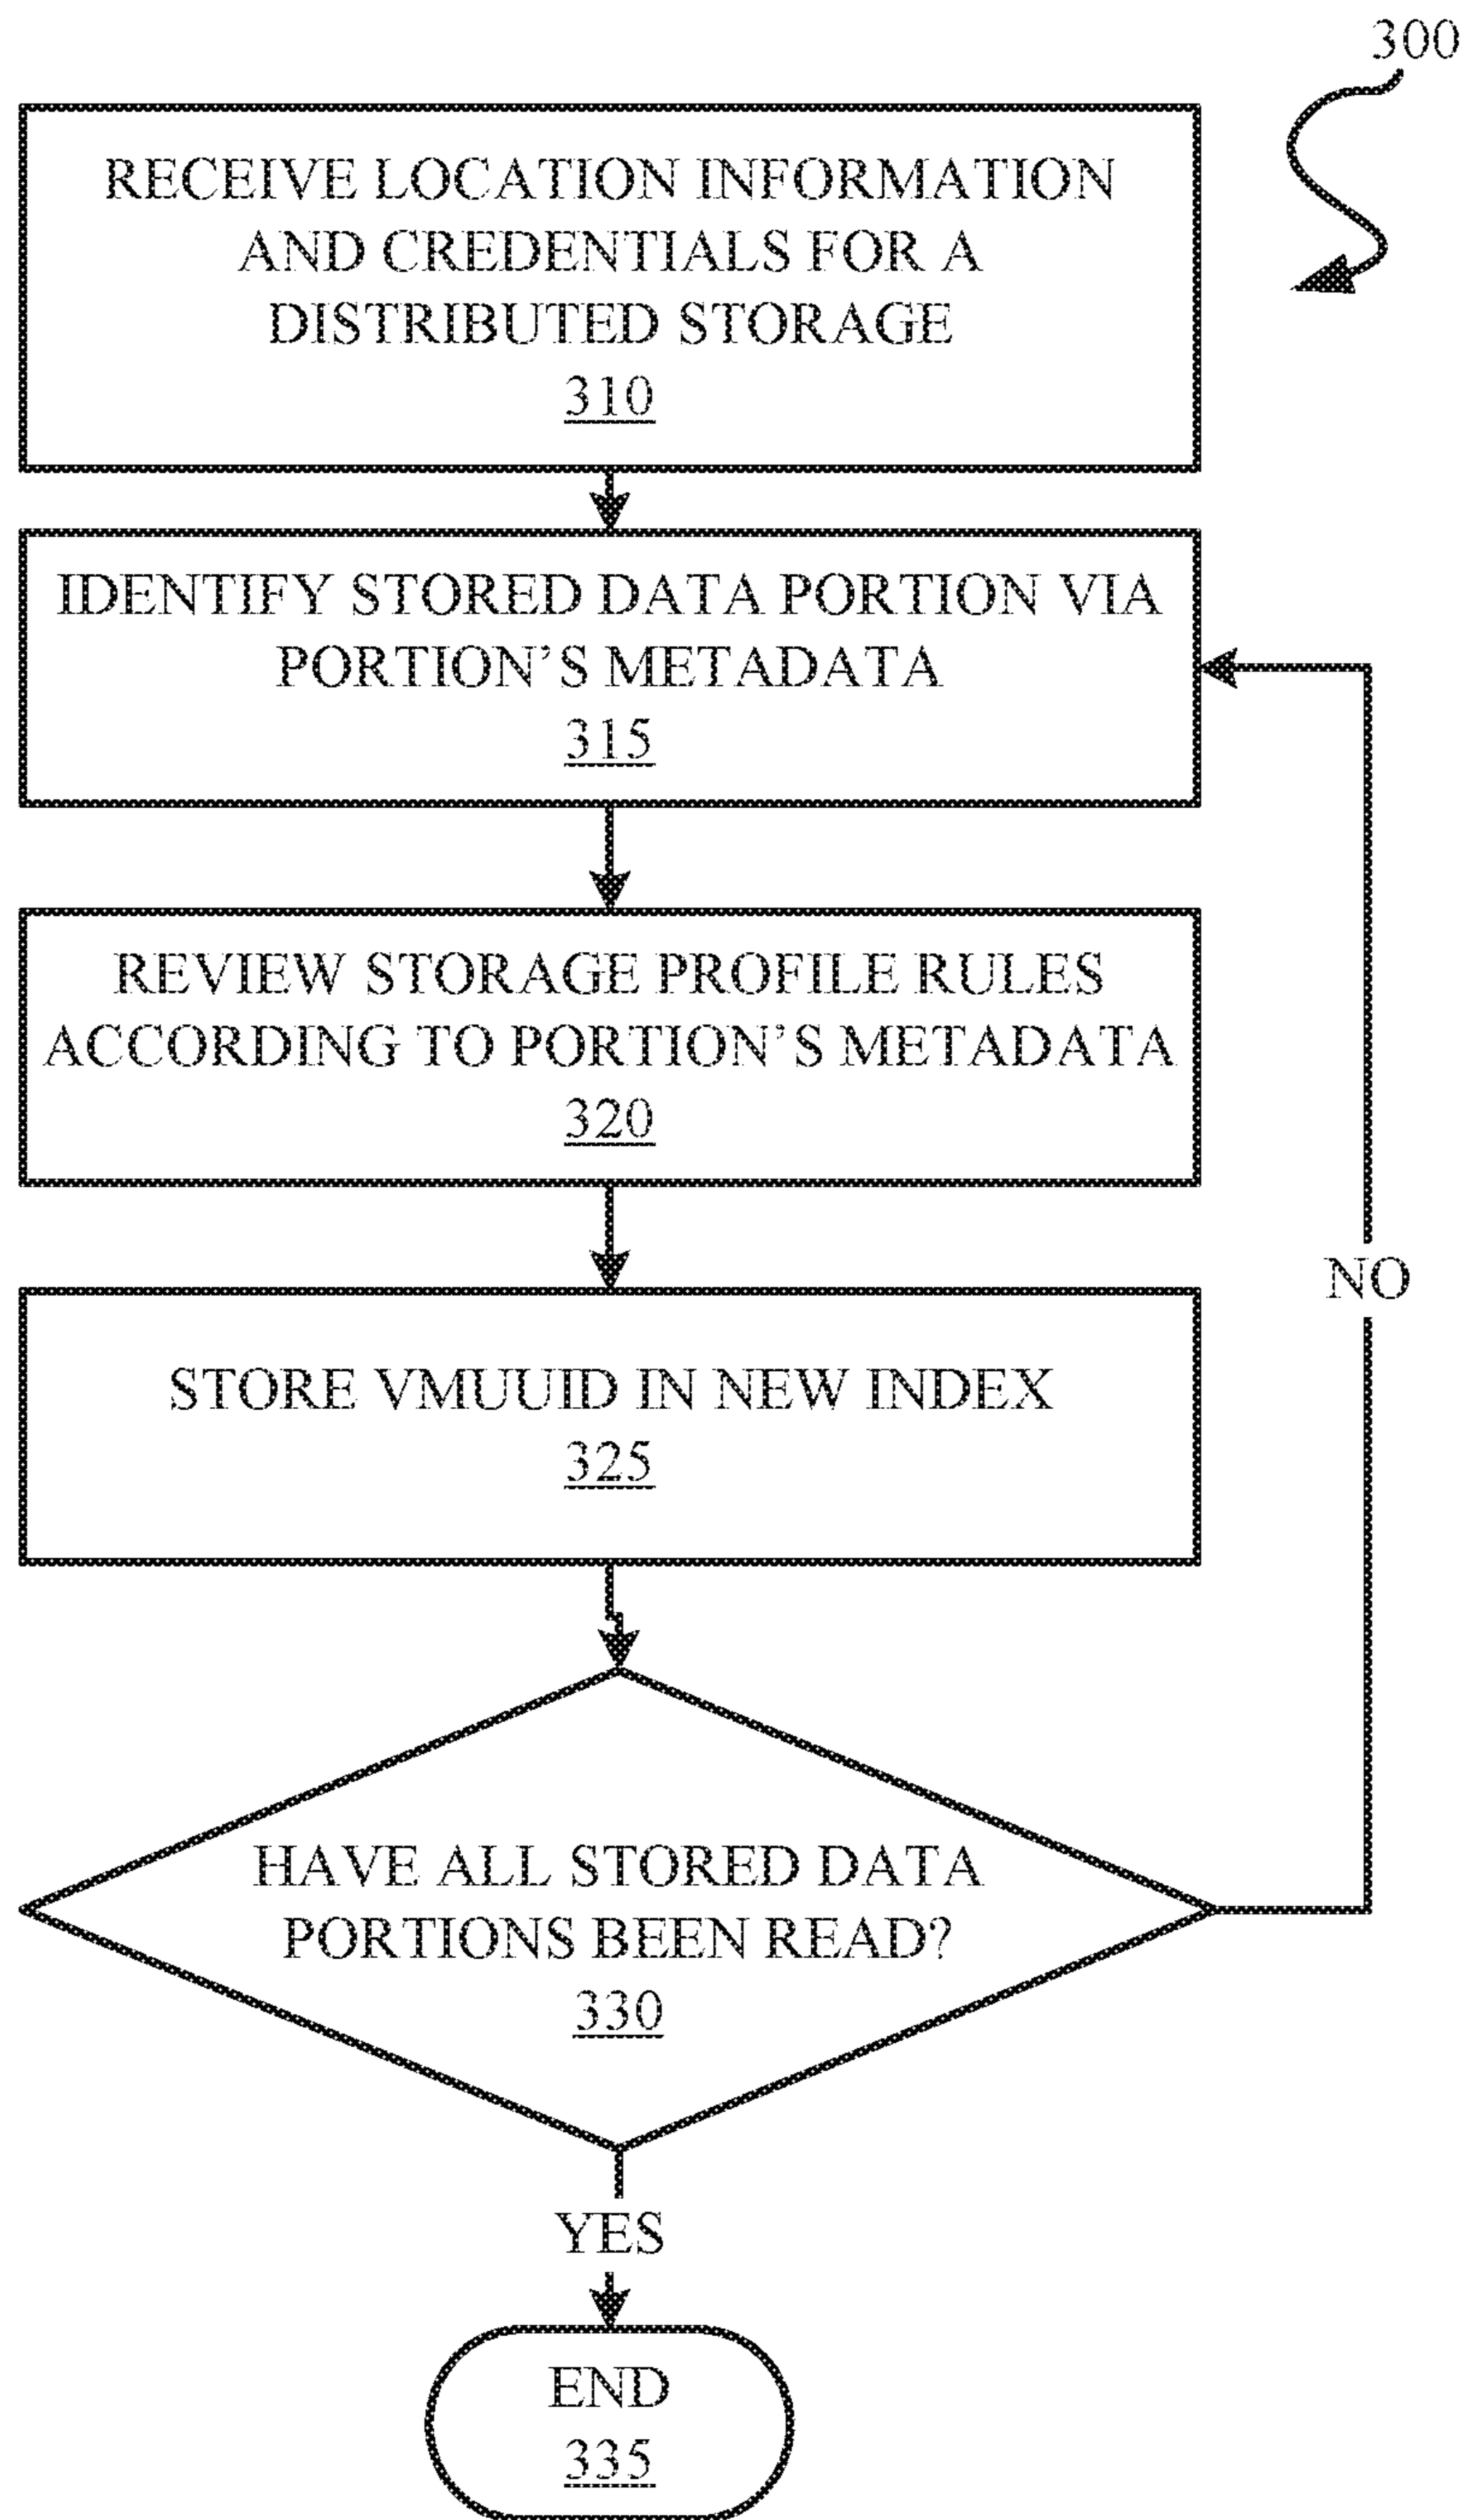 300
RECEIVE LOCATION INFORMATION
AND CREDENTIALS FOR A
DISTRIBUTED STORAGE
310
IDENTIFY STORED DATA PORTION VIA
PORTION’S METADATA
315
REVIEW STORAGE PROFILE RULES
ACCORDING TO PORTION’S METADATA
320
NO
STORE VMUUID IN NEW INDEX
325
HAVE ALL STORED DATA
PORTIONS BEEN READ?
330
YES
END
335